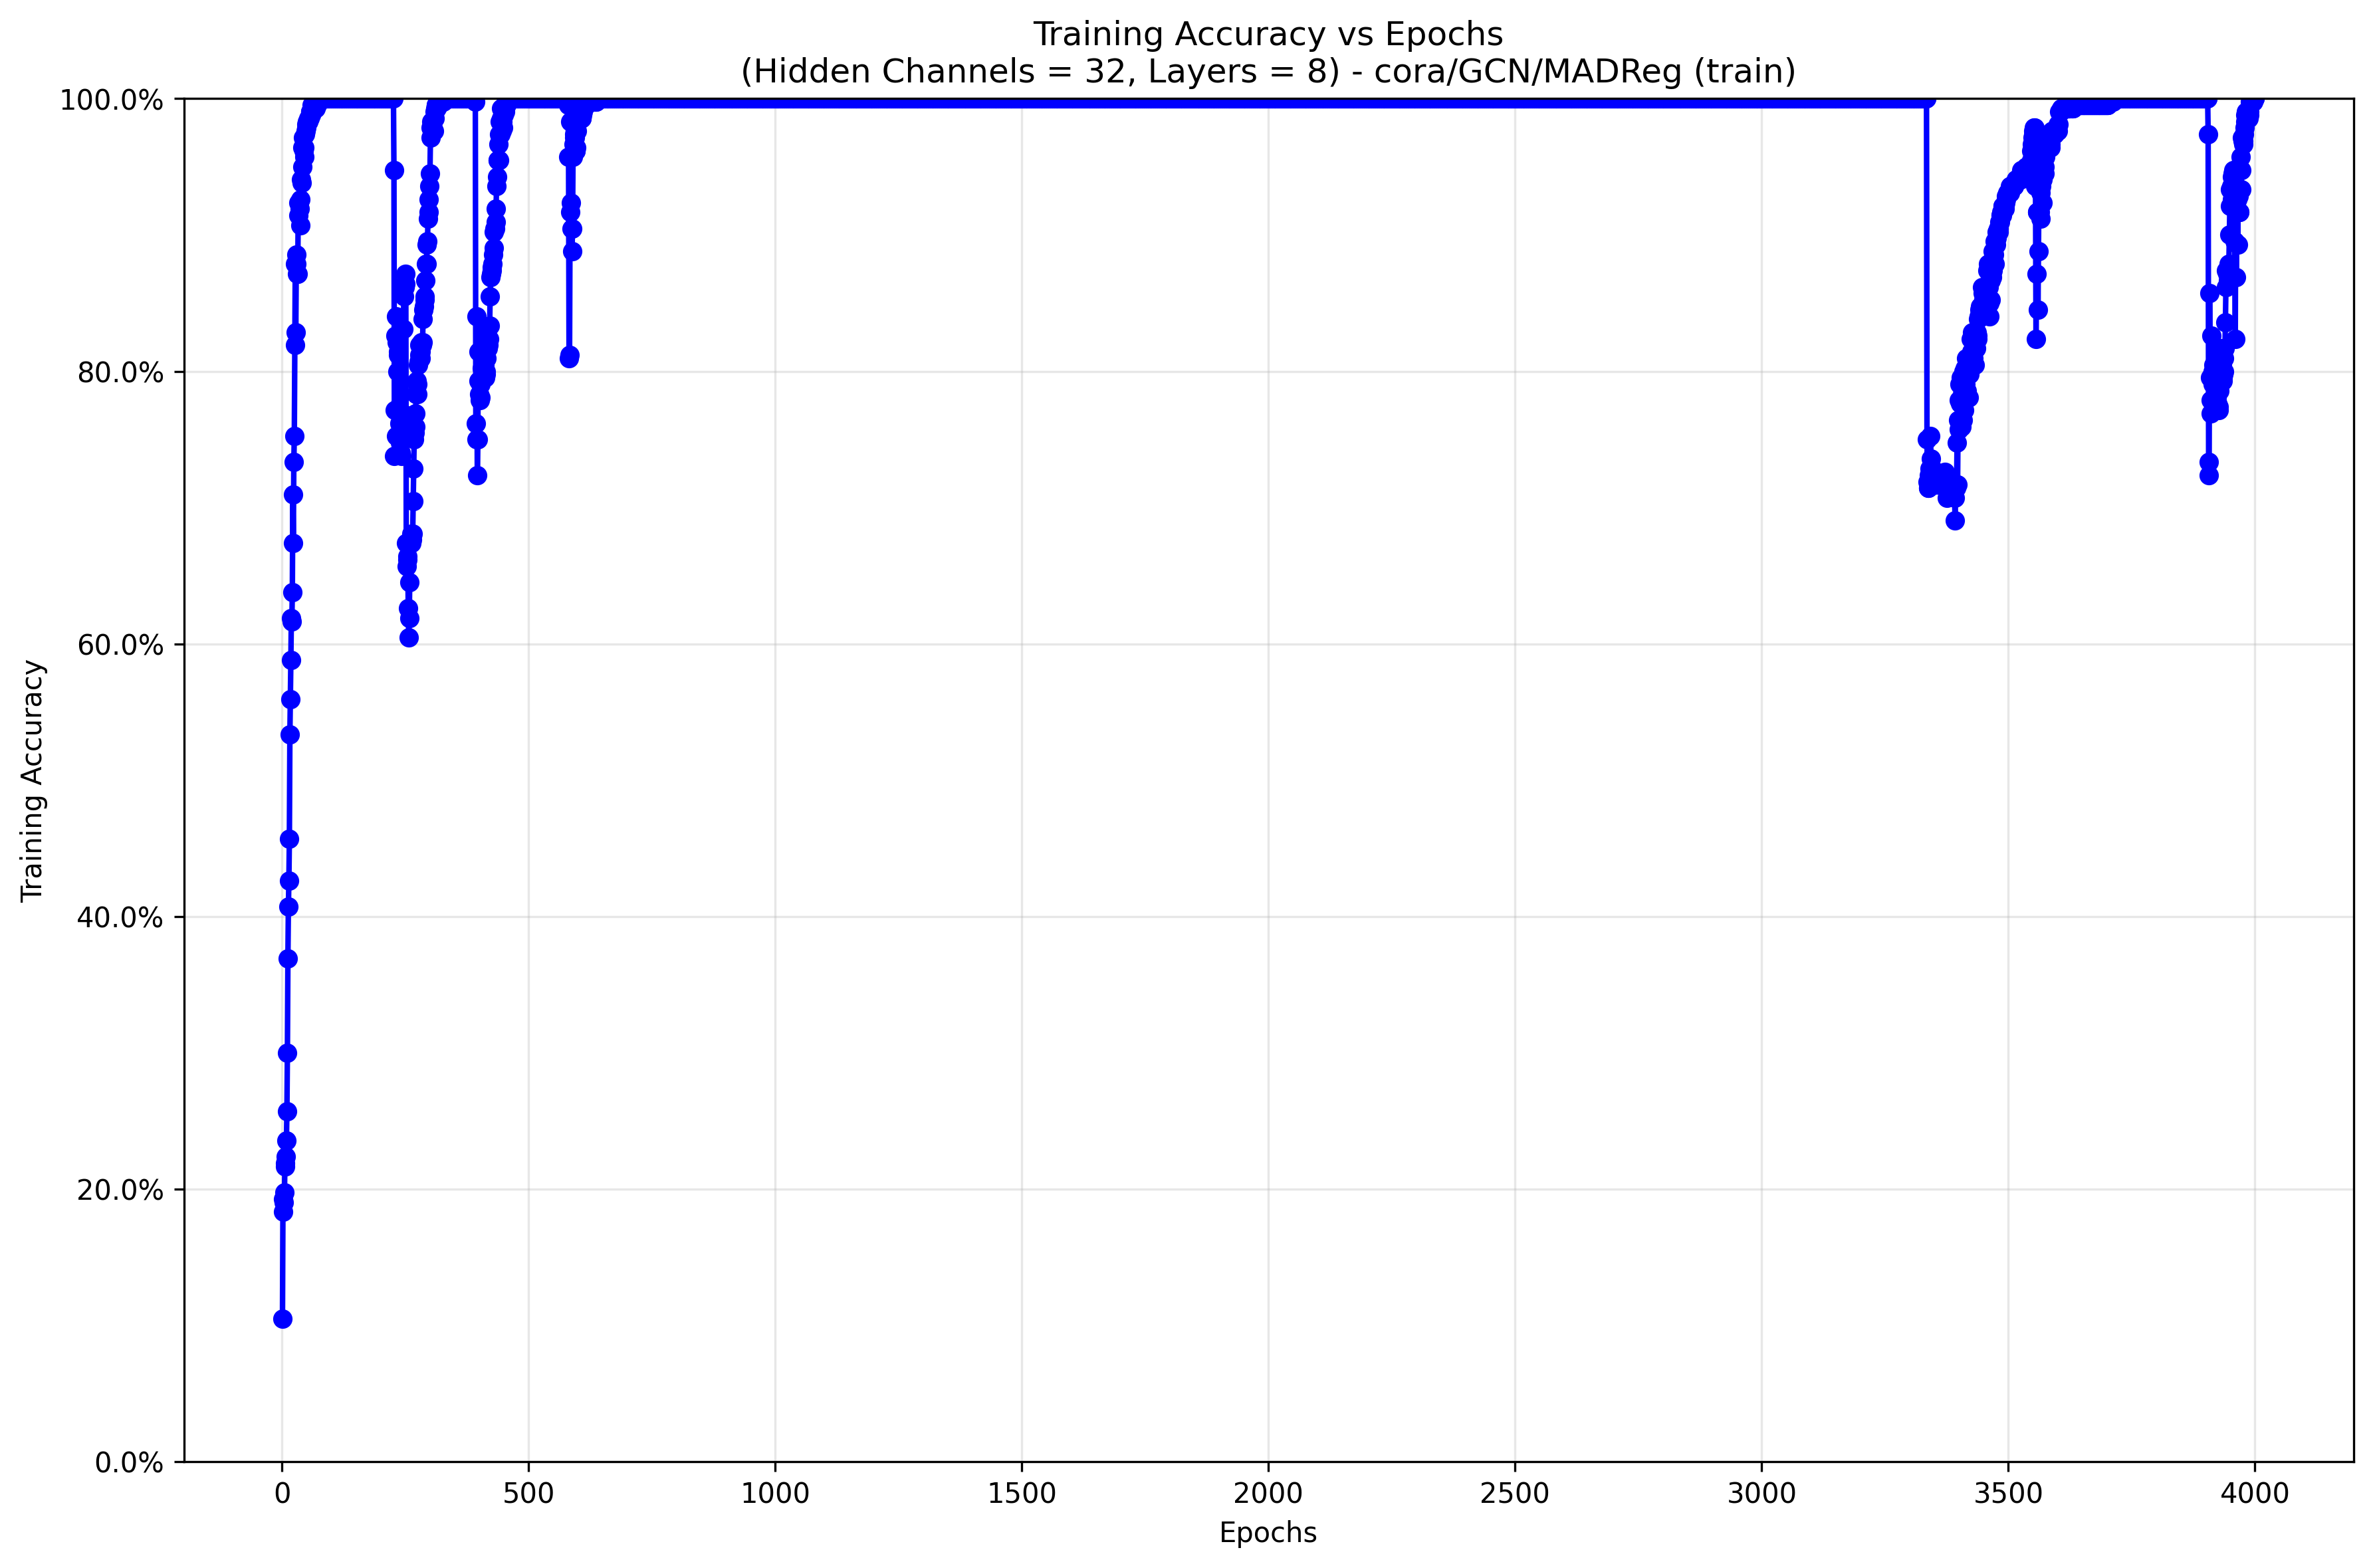 Training Accuracy vs Epochs
(Hidden Channels = 32, Layers = 8) - cora/GCN/MADReg (train)
Training Accuracy
100.0%
80.0%
60.0%
40.0%
20.0%
0.0%
0 500 1000 1500 2000 2500 3000 3500 4000
Epochs